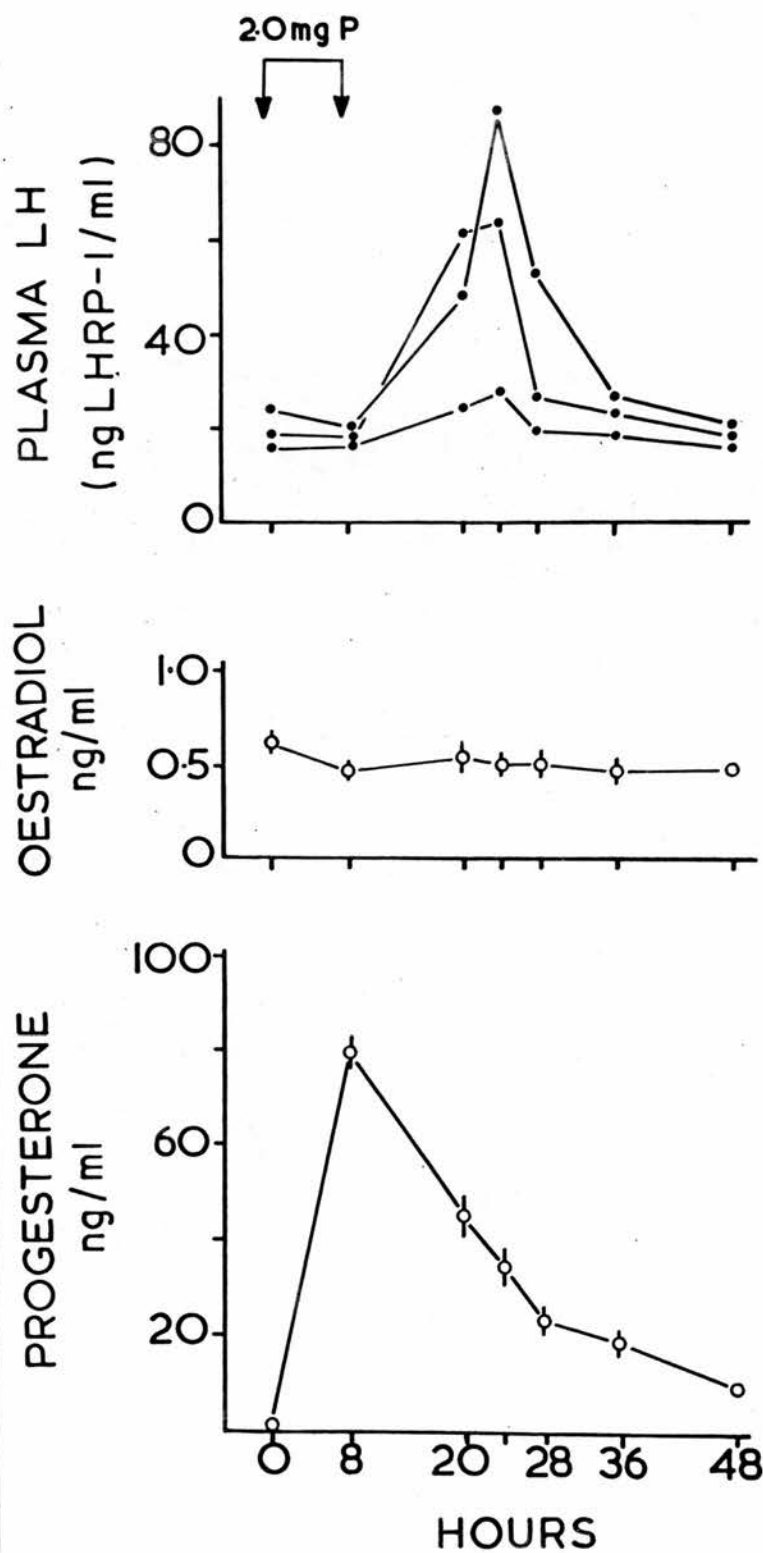 2·0mg P
PLASMA LH
(ng LHRP-1/ml)
80
40
0
OESTRADIOL
ng/ml
1·0
0·5
0
PROGESTERONE
ng/ml
100
60
20
0 8 20 28 36 48
HOURS